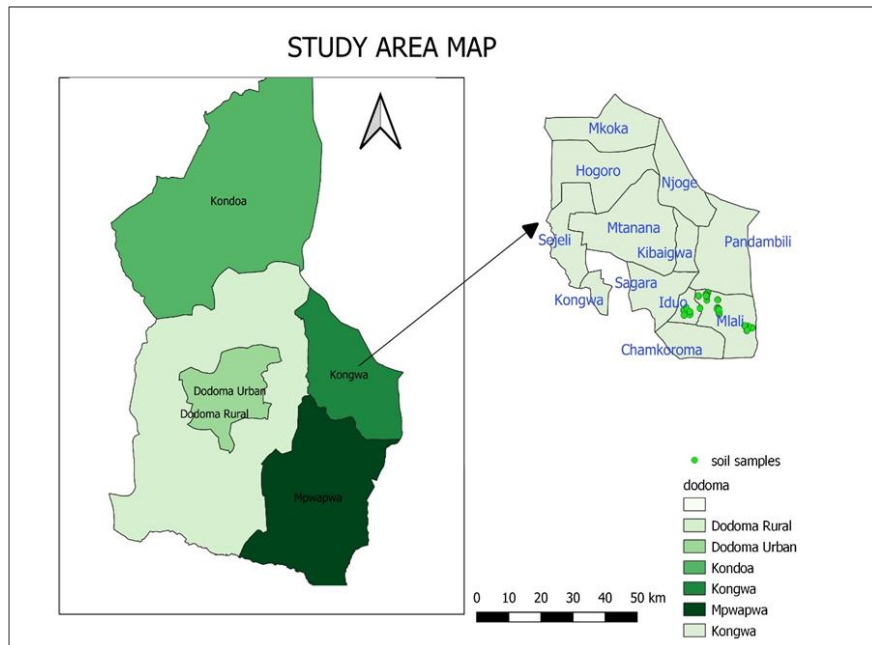 STUDY AREA MAP
Kondoa
Dodoma Urban
Dodoma Rural
Kongwa
Mpwapwa
Mkoka
Hogoro
Njoge
Mtanana
Sejeli
Kibaigwa
Pandambili
Sagara
Kongwa
Iduo
Mlali
Chamkoroma
soil samples
dodoma
Dodoma Rural
Dodoma Urban
Kondoa
Kongwa
Mpwapwa
Kongwa
0 10 20 30 40 50 km